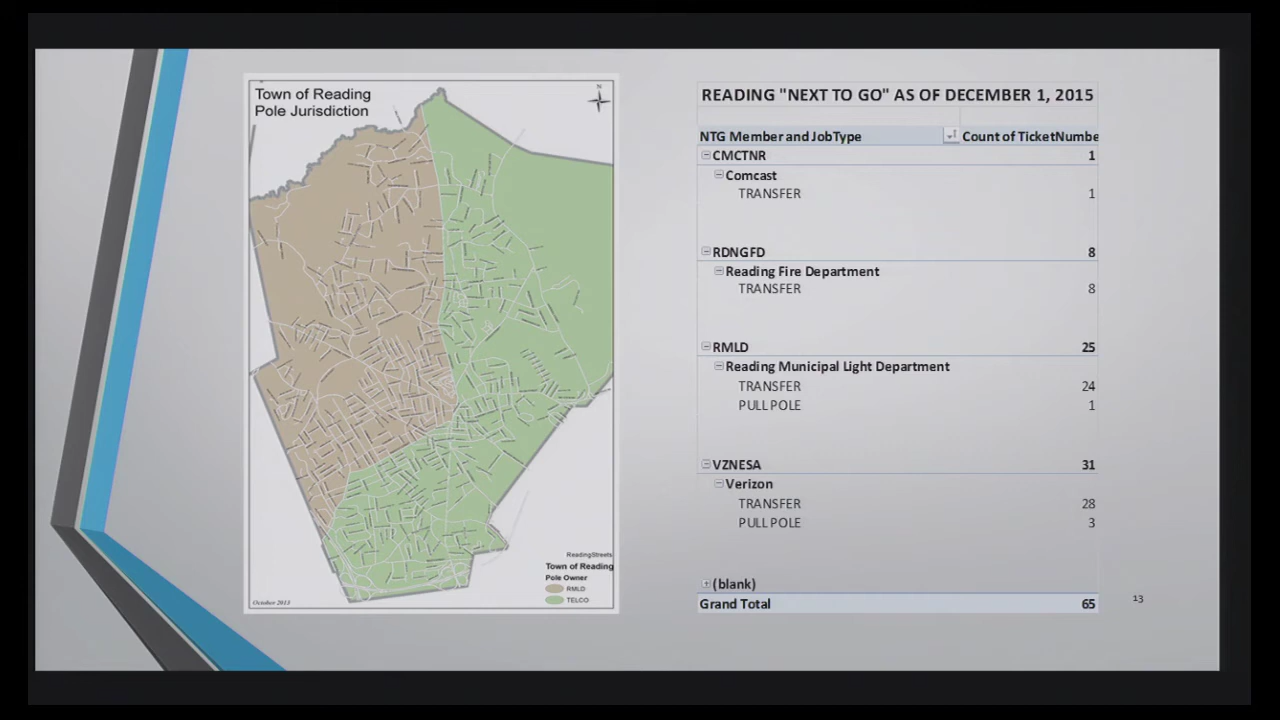 Town of Reading
Pole Jurisdiction
N
ReadingStreets
Town of Reading
Pole Owner
RMLD
TELCO
October 2013
READING "NEXT TO GO" AS OF DECEMBER 1, 2015
NTG Member and JobType Count of TicketNumbe
CMCTNR 1
Comcast
TRANSFER 1
RDNGFD 8
Reading Fire Department
TRANSFER 8
RMLD 25
Reading Municipal Light Department
TRANSFER 24
PULL POLE 1
VZNESA 31
Verizon
TRANSFER 28
PULL POLE 3
(blank)
Grand Total 65
13